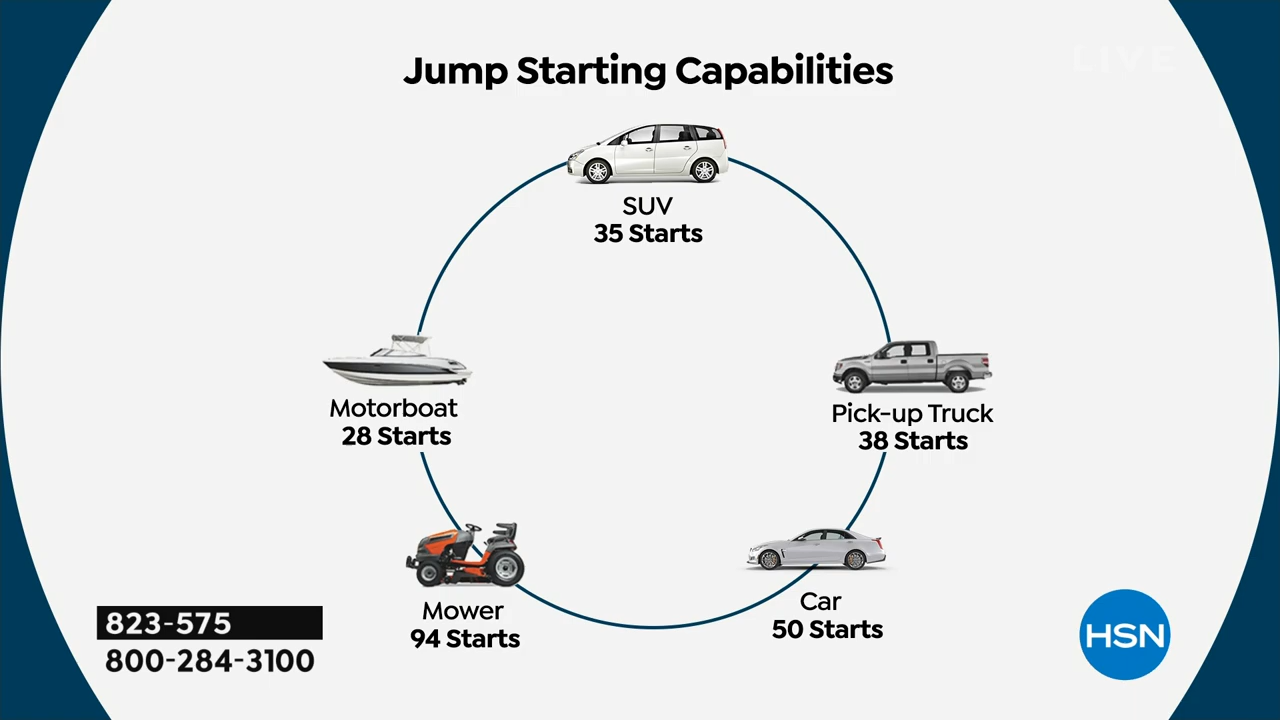 LIVE
Jump Starting Capabilities
SUV
35 Starts
Motorboat
28 Starts
Pick-up Truck
38 Starts
Mower
94 Starts
Car
50 Starts
823-575
800-284-3100
HSN